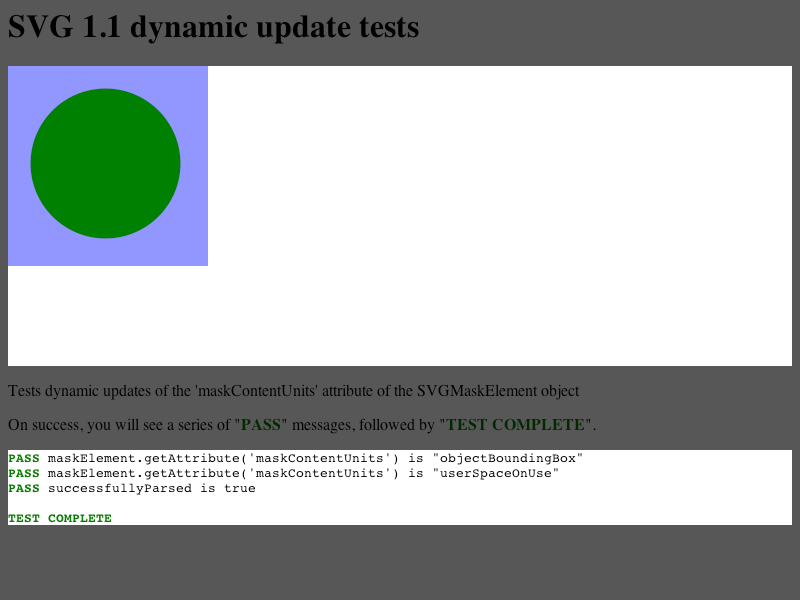 SVG 1.1 dynamic update tests
Tests dynamic updates of the 'maskContentUnits' attribute of the SVGMaskElement object
On success, you will see a series of "PASS" messages, followed by "TEST COMPLETE".
PASS maskElement.getAttribute('maskContentUnits') is "objectBoundingBox"
PASS maskElement.getAttribute('maskContentUnits') is "userSpaceOnUse"
PASS successfullyParsed is true
TEST COMPLETE